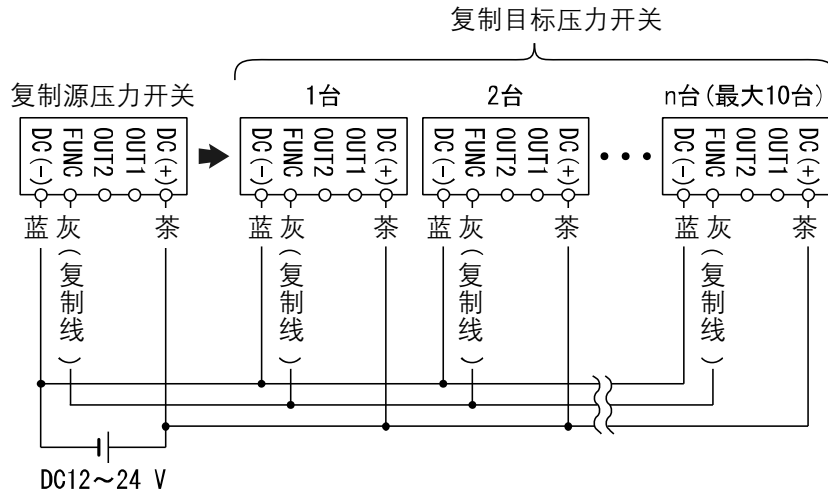 复制目标压力开关
复制源压力开关
1台
2台
n台(最大10台)
DC(-)
FUNC
OUT2
OUT1
DC(+)
DC(-)
FUNC
OUT2
OUT1
DC(+)
DC(-)
FUNC
OUT2
OUT1
DC(+)
DC(-)
FUNC
OUT2
OUT1
DC(+)
蓝
灰(复制线)
茶
蓝
灰(复制线)
茶
蓝
灰(复制线)
茶
蓝
灰(复制线)
茶
DC12～24 V